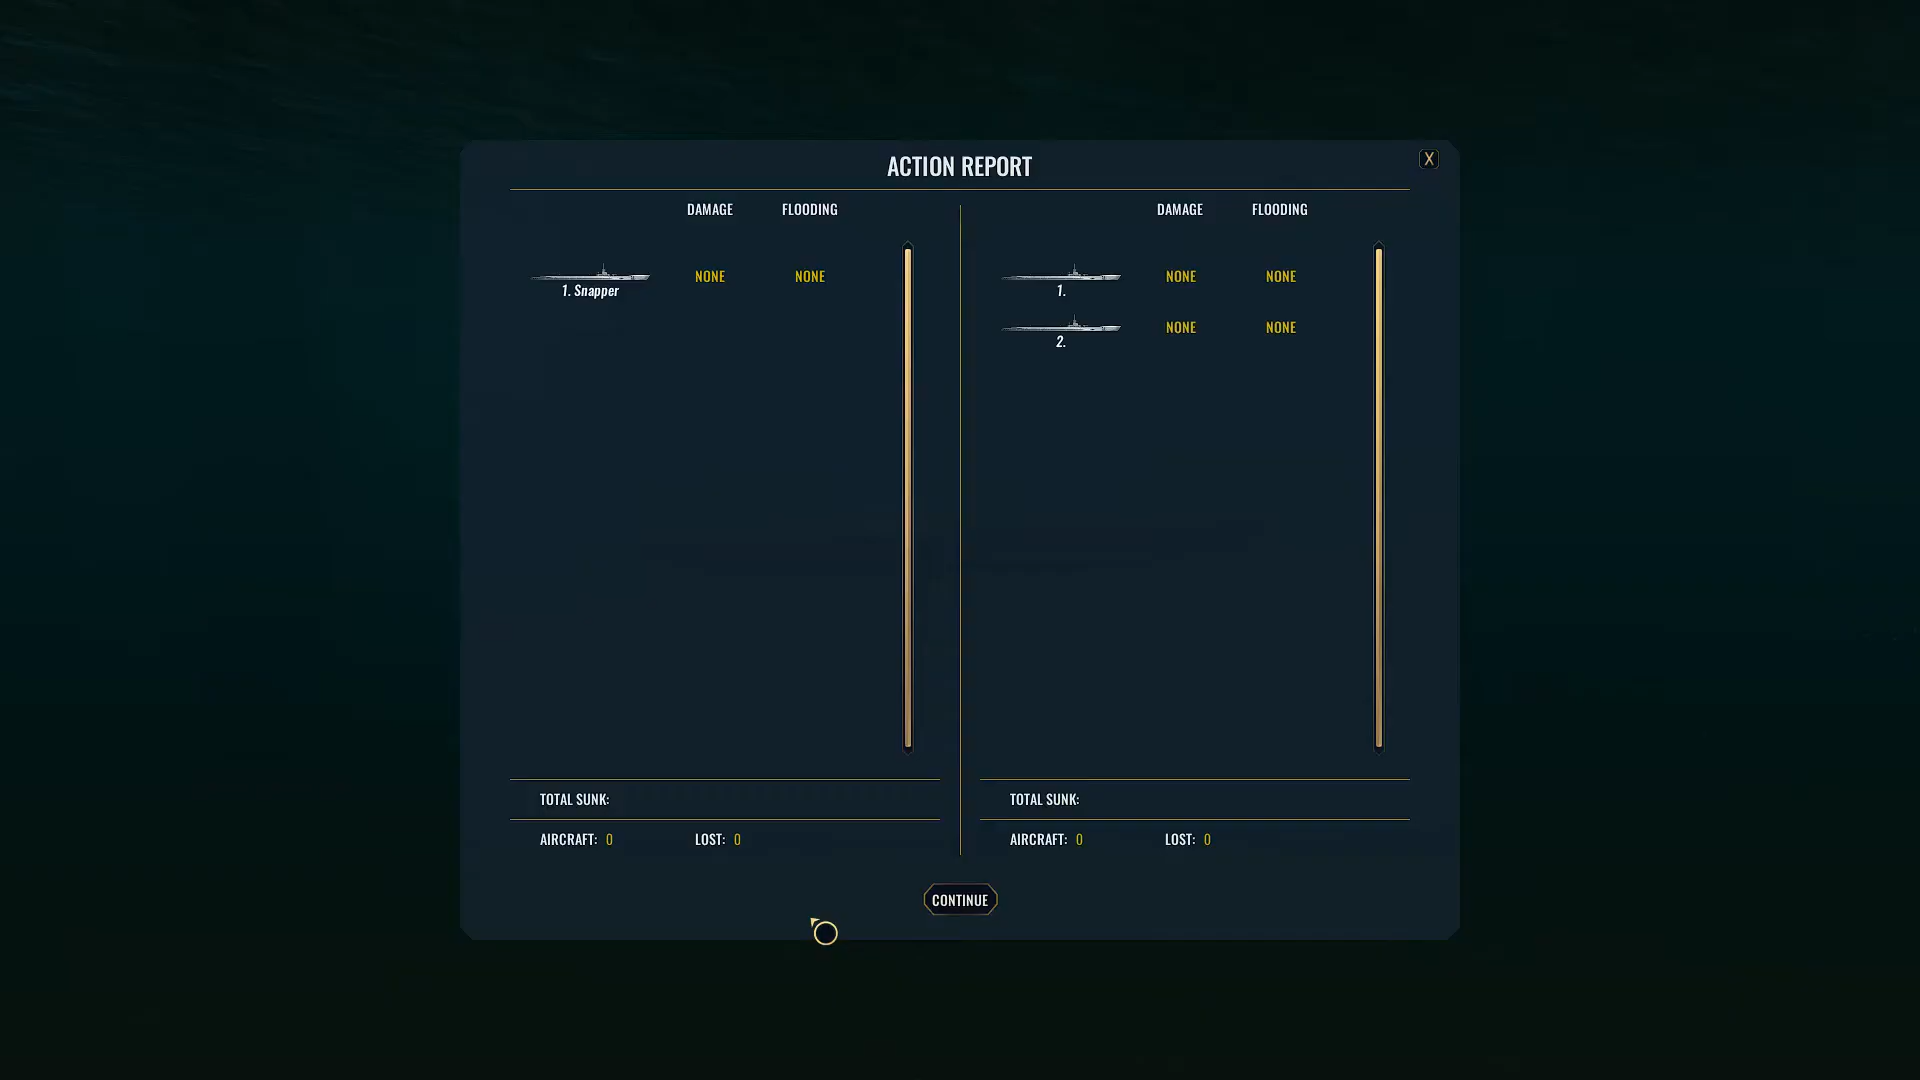 ACTION REPORT
X
DAMAGE FLOODING
1. Snapper NONE NONE
TOTAL SUNK:
AIRCRAFT: 0 LOST: 0
DAMAGE FLOODING
1. NONE NONE
2. NONE NONE
TOTAL SUNK:
AIRCRAFT: 0 LOST: 0
CONTINUE